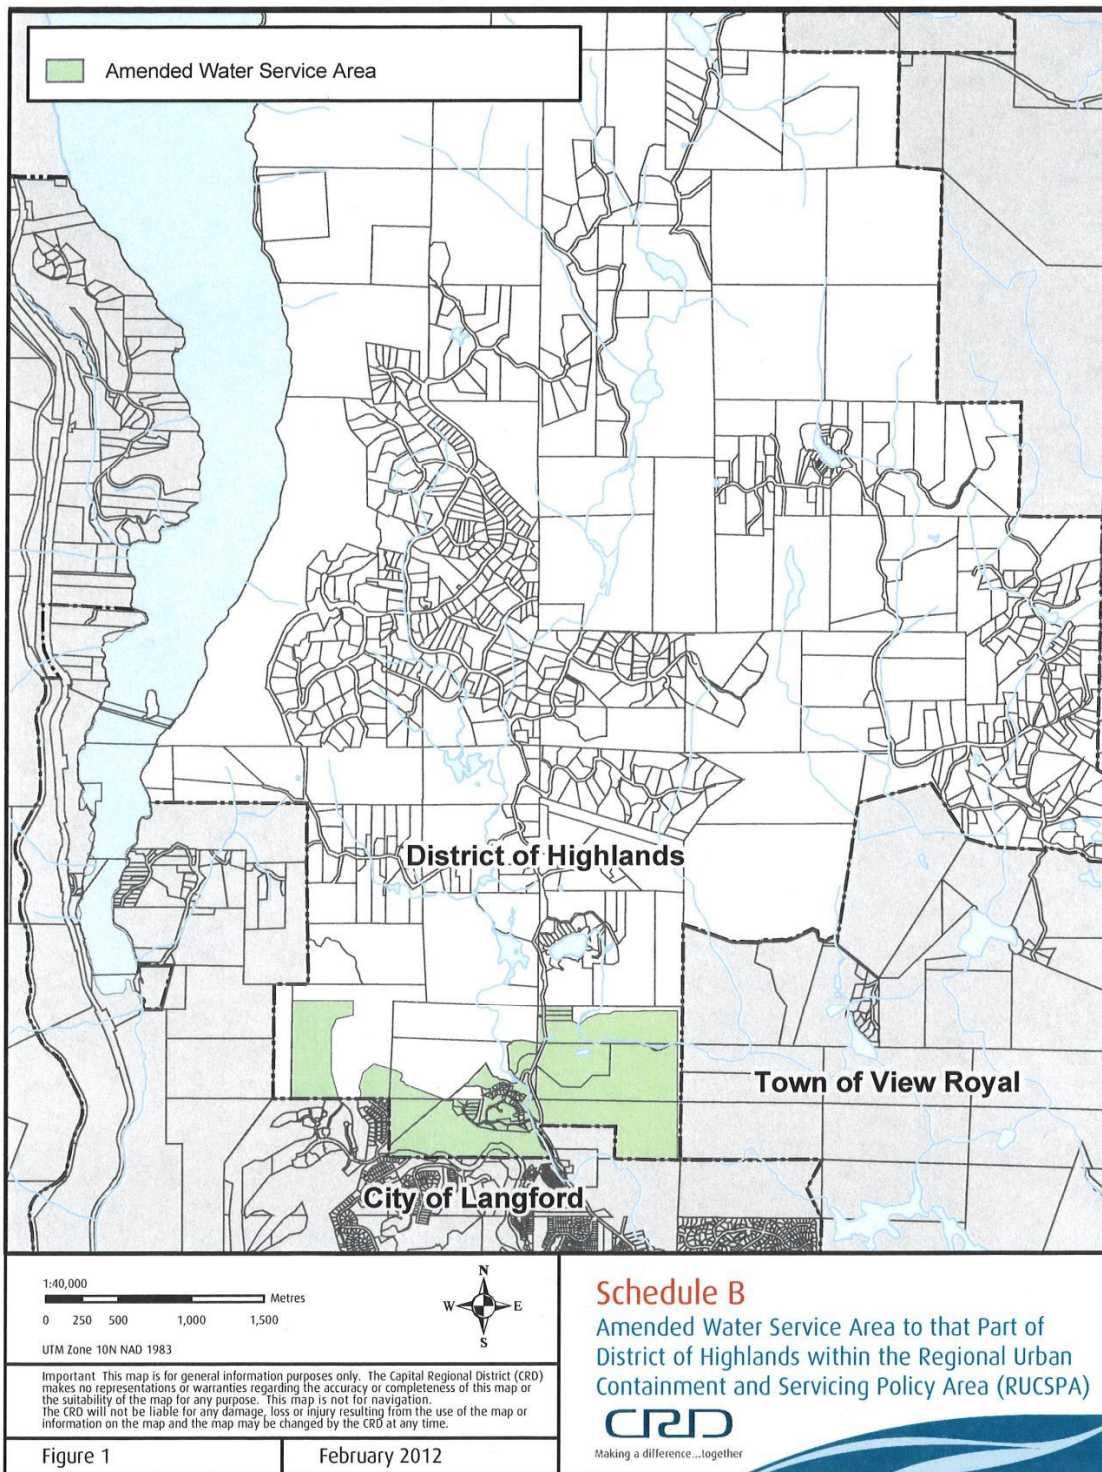 Amended Water Service Area
District of Highlands
Town of View Royal
City of Langford
1:40,000
Metres
0 250 500 1,000 1,500
UTM Zone 10N NAD 1983
N
W E
S
Important This map is for general information purposes only. The Capital Regional District (CRD)
makes no representations or warranties regarding the accuracy or completeness of this map or
the suitability of the map for any purpose. This map is not for navigation.
The CRD will not be liable for any damage, loss or injury resulting from the use of the map or
information on the map and the map may be changed by the CRD at any time.
Figure 1
February 2012
Schedule B
Amended Water Service Area to that Part of
District of Highlands within the Regional Urban
Containment and Servicing Policy Area (RUCSPA)
CRD
Making a difference...together